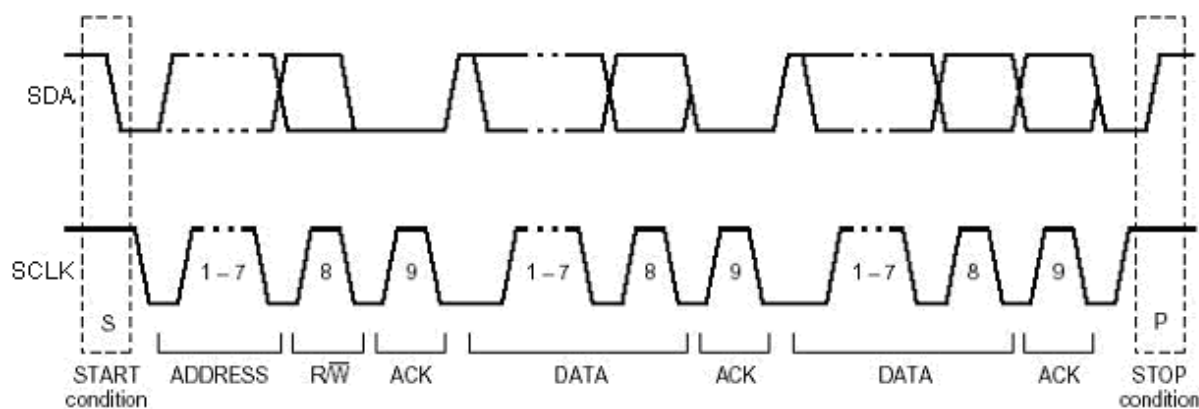 SDA
SCLK
1 – 7 8 9 1 – 7 8 9 1 – 7 8 9
S P
START ADDRESS R/W̅ ACK DATA ACK DATA ACK STOP
condition condition